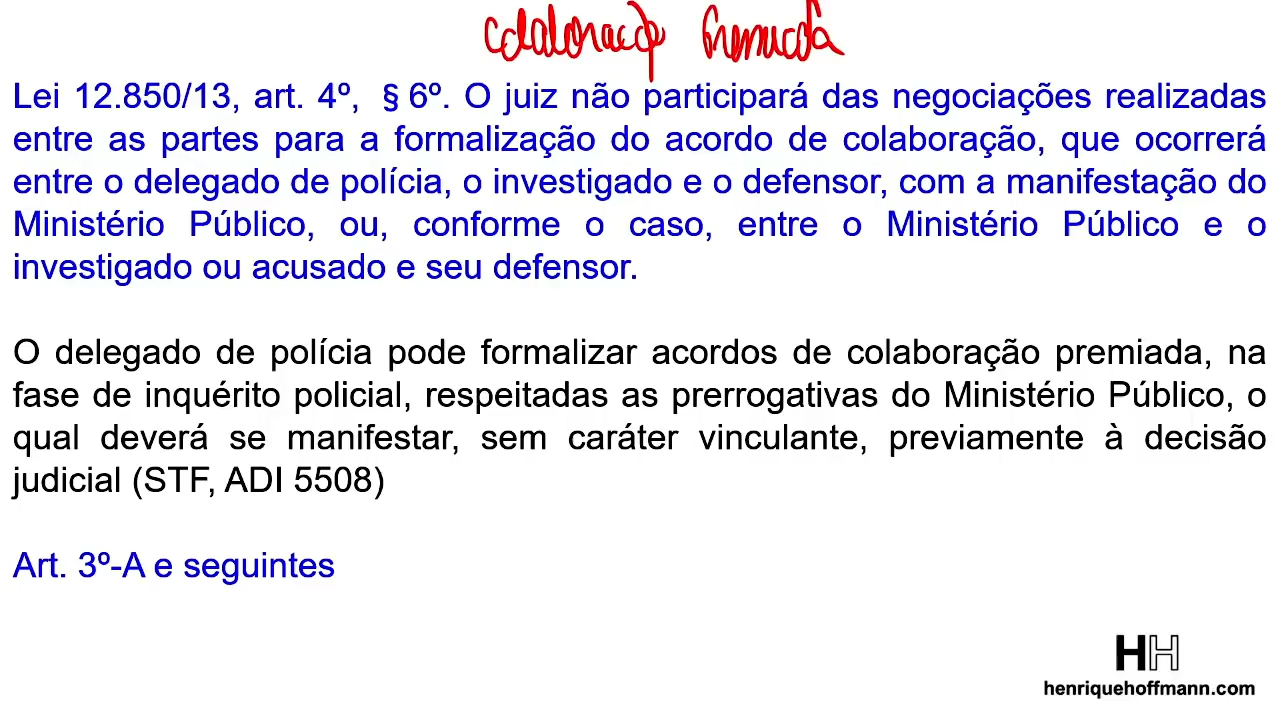 colaboração Premiada
Lei 12.850/13, art. 4º, § 6º. O juiz não participará das negociações realizadas
entre as partes para a formalização do acordo de colaboração, que ocorrerá
entre o delegado de polícia, o investigado e o defensor, com a manifestação do
Ministério Público, ou, conforme o caso, entre o Ministério Público e o
investigado ou acusado e seu defensor.
O delegado de polícia pode formalizar acordos de colaboração premiada, na
fase de inquérito policial, respeitadas as prerrogativas do Ministério Público, o
qual deverá se manifestar, sem caráter vinculante, previamente à decisão
judicial (STF, ADI 5508)
Art. 3º-A e seguintes
HH
henriquehoffmann.com